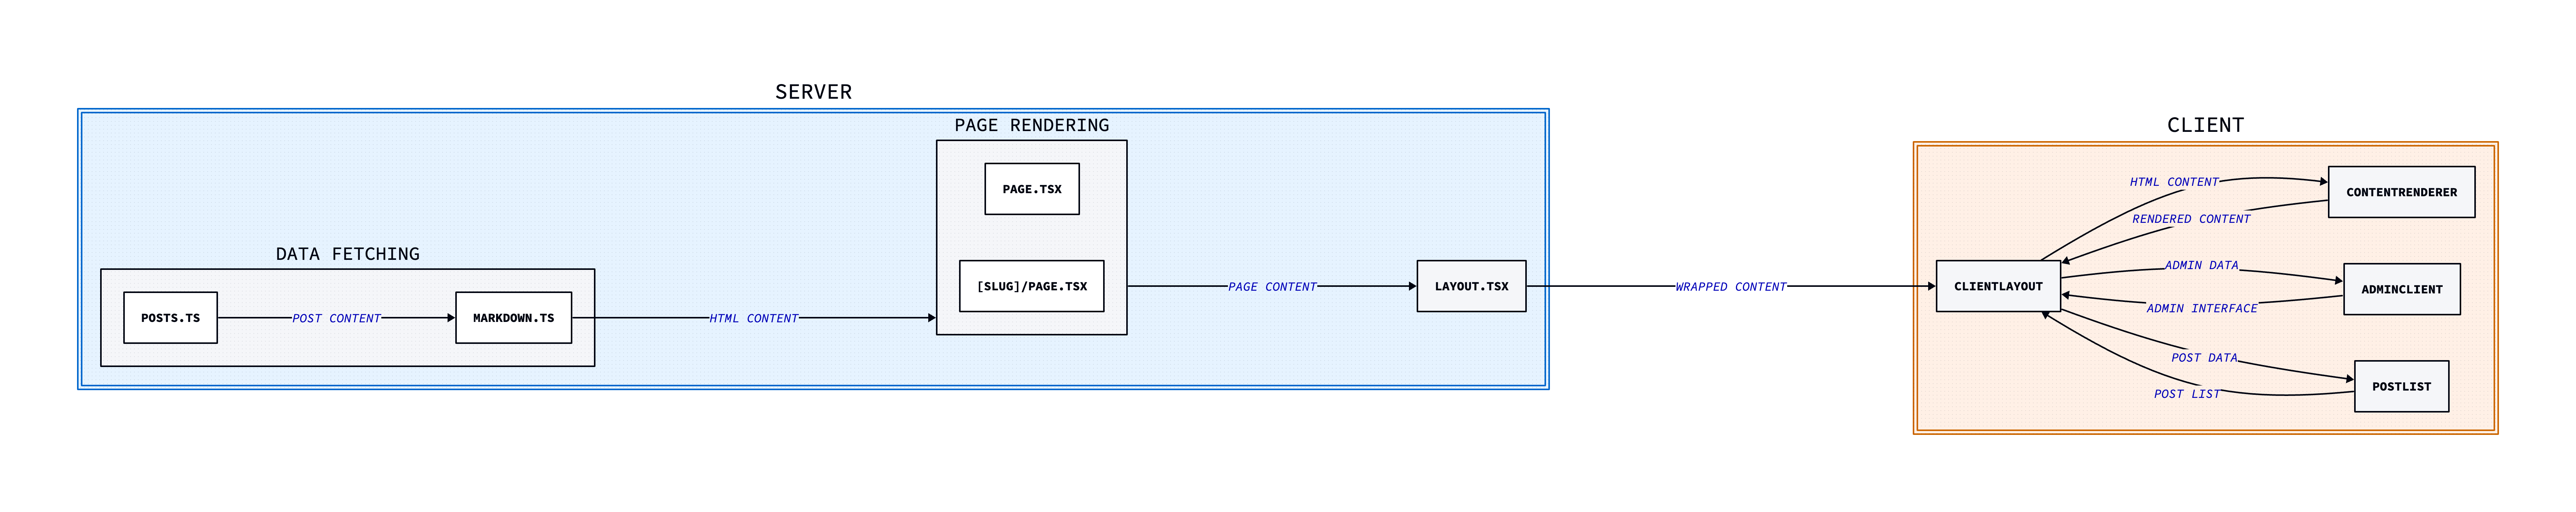 SERVER
DATA FETCHING
POSTS.TS
POST CONTENT
MARKDOWN.TS
HTML CONTENT
PAGE RENDERING
PAGE.TSX
[SLUG]/PAGE.TSX
PAGE CONTENT
LAYOUT.TSX
WRAPPED CONTENT
CLIENT
CLIENTLAYOUT
HTML CONTENT
RENDERED CONTENT
CONTENTRENDERER
ADMIN DATA
ADMIN INTERFACE
ADMINCLIENT
POST DATA
POST LIST
POSTLIST